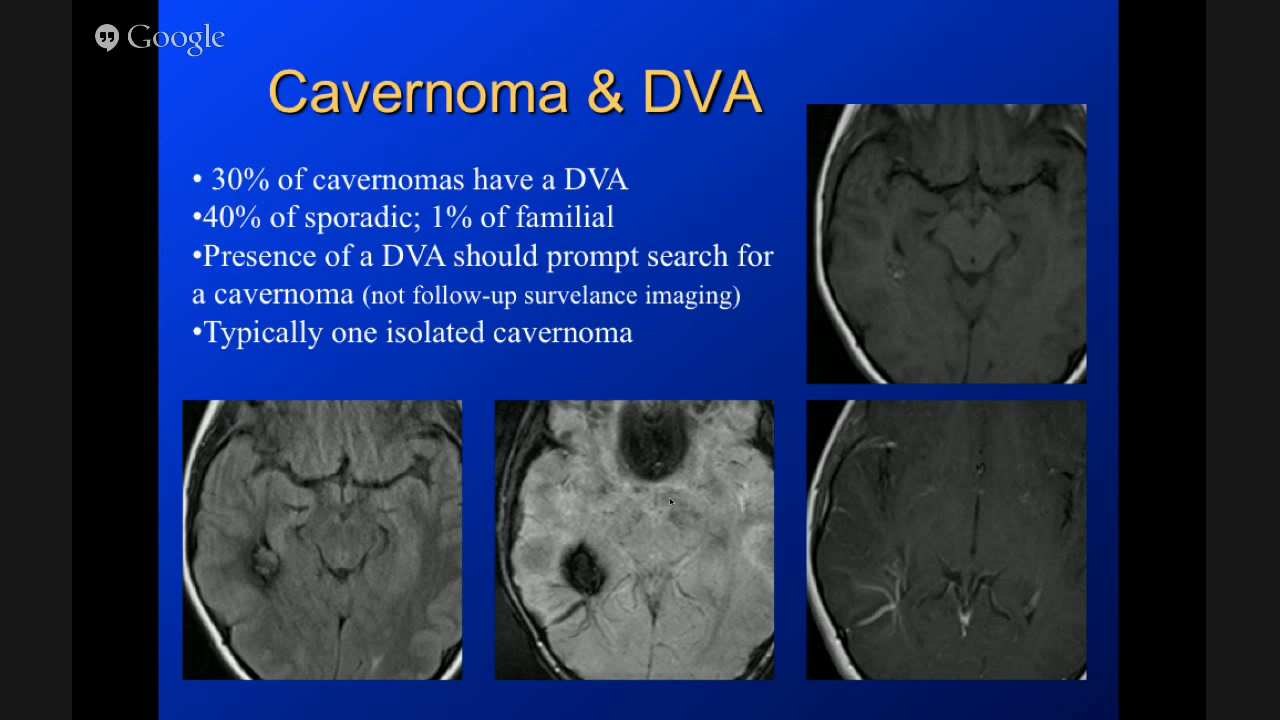 Google
Cavernoma & DVA
• 30% of cavernomas have a DVA
•40% of sporadic; 1% of familial
•Presence of a DVA should prompt search for
a cavernoma (not follow-up survelance imaging)
•Typically one isolated cavernoma